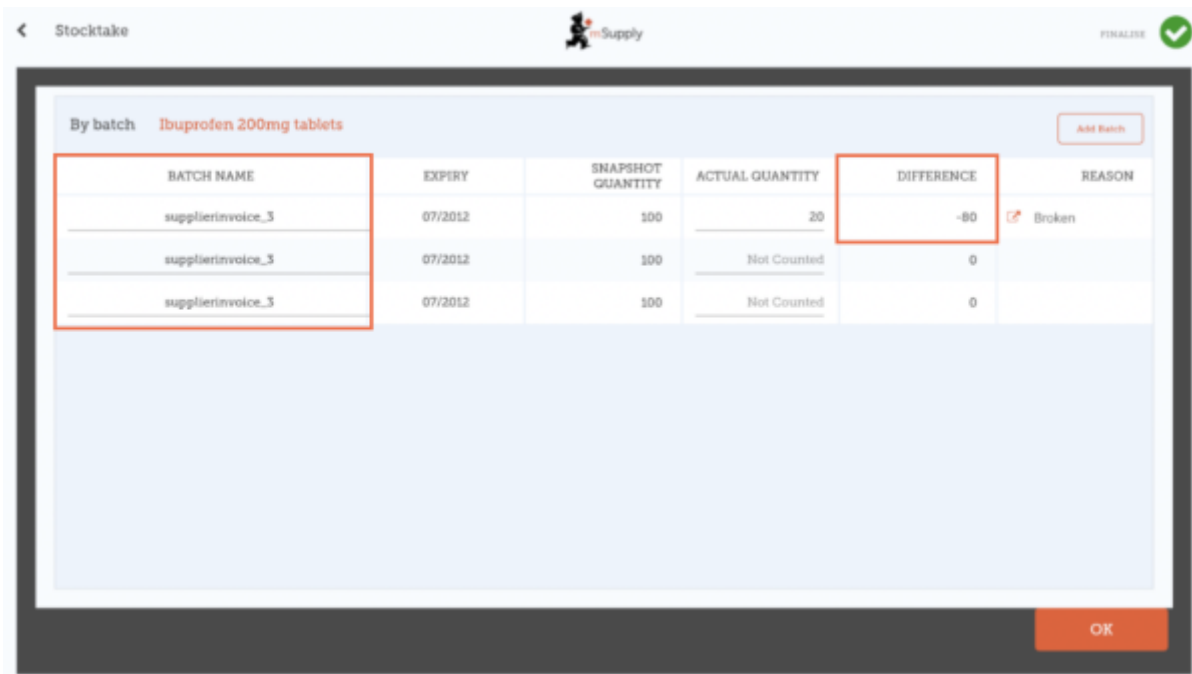 Stocktake
mSupply
FINALISE
By batch Ibuprofen 200mg tablets
Add Batch
BATCH NAME EXPIRY SNAPSHOT QUANTITY ACTUAL QUANTITY DIFFERENCE REASON
supplierinvoice_3 07/2012 100 20 -80 Broken
supplierinvoice_3 07/2012 100 Not Counted 0
supplierinvoice_3 07/2012 100 Not Counted 0
OK